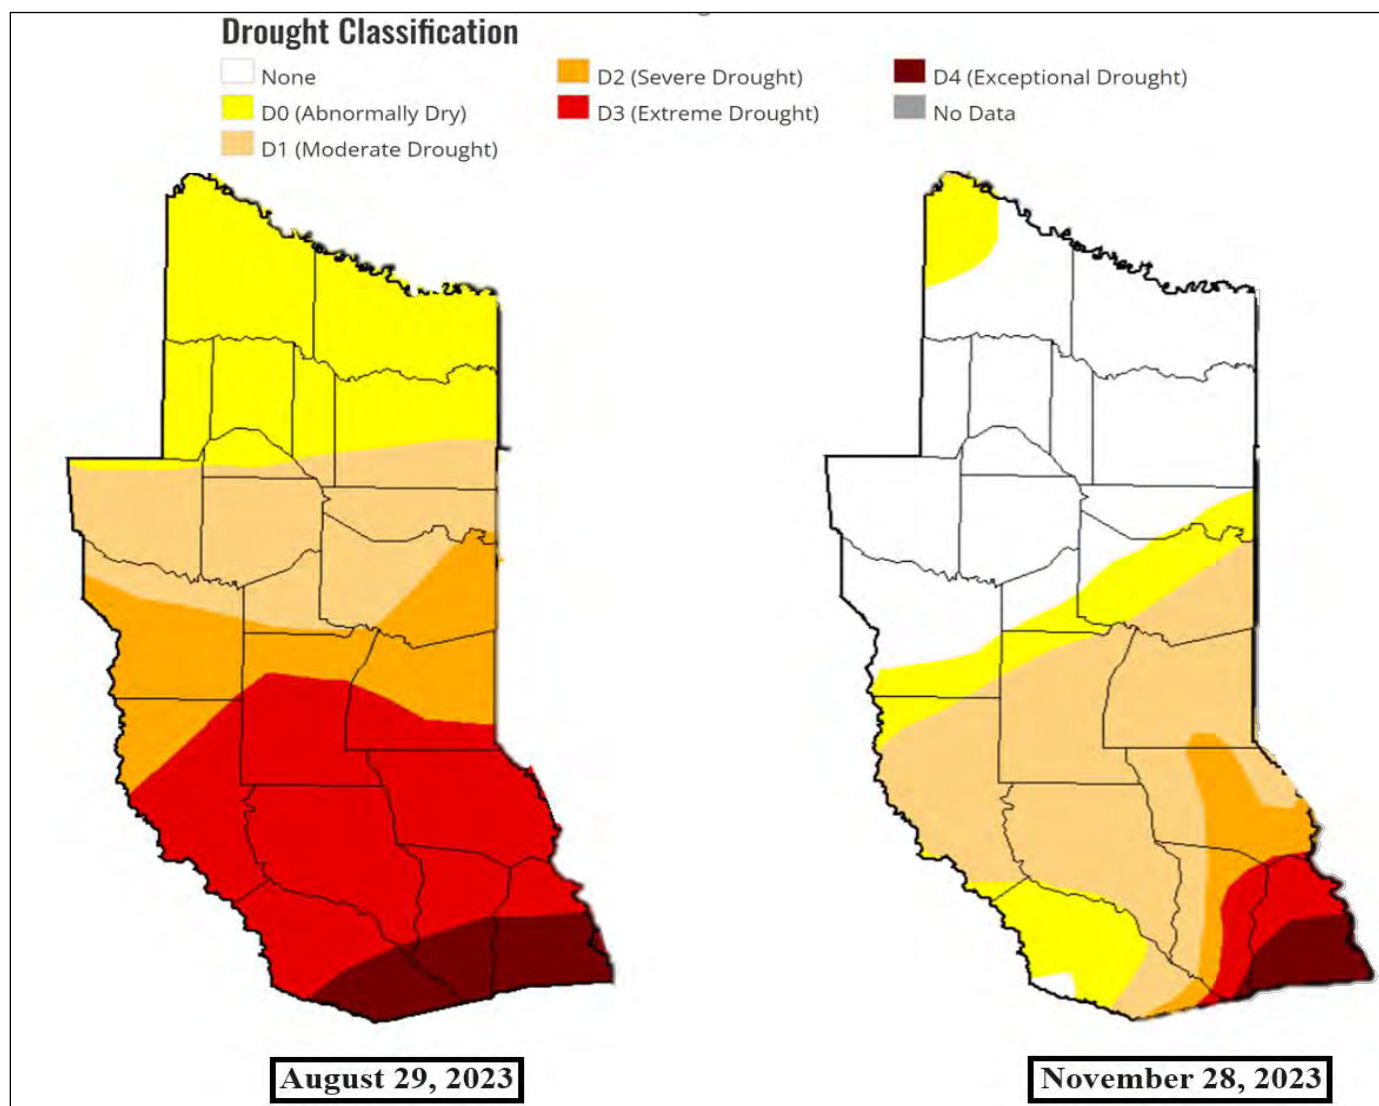 Drought Classification
None
D0 (Abnormally Dry)
D1 (Moderate Drought)
D2 (Severe Drought)
D3 (Extreme Drought)
D4 (Exceptional Drought)
No Data
August 29, 2023
November 28, 2023